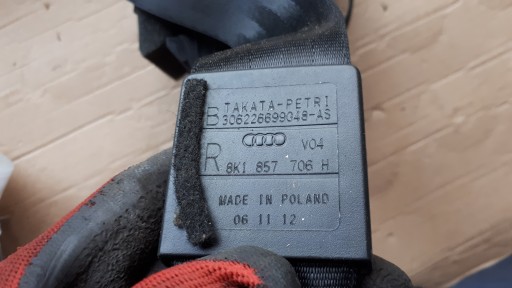 B TAKATA-PETRI
306226699048-AS
V04
R 8K1 857 706 H
MADE IN POLAND
06 11 12